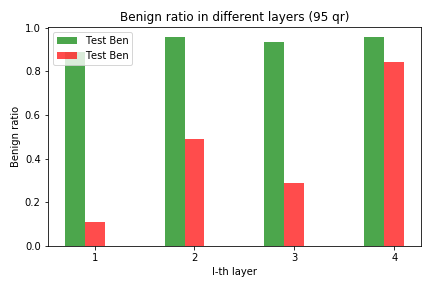 Benign ratio in different layers (95 qr)
Test Ben
Test Ben
1.0
0.8
0.6
0.4
0.2
0.0
Benign ratio
1 2 3 4
l-th layer